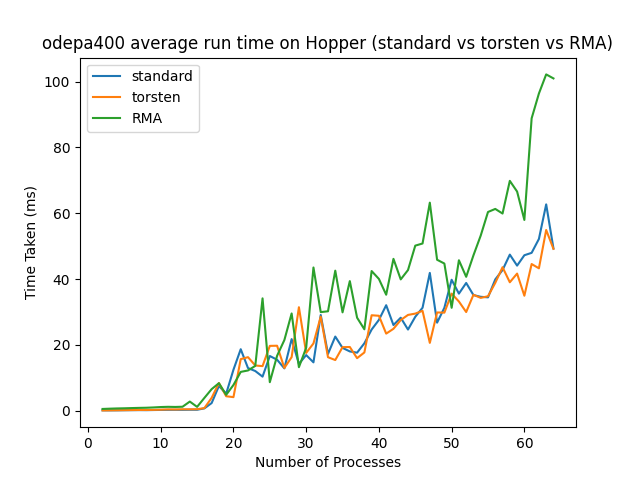 odepa400 average run time on Hopper (standard vs torsten vs RMA)
standard
torsten
RMA
Time Taken (ms)
100
80
60
40
20
0
0 10 20 30 40 50 60
Number of Processes